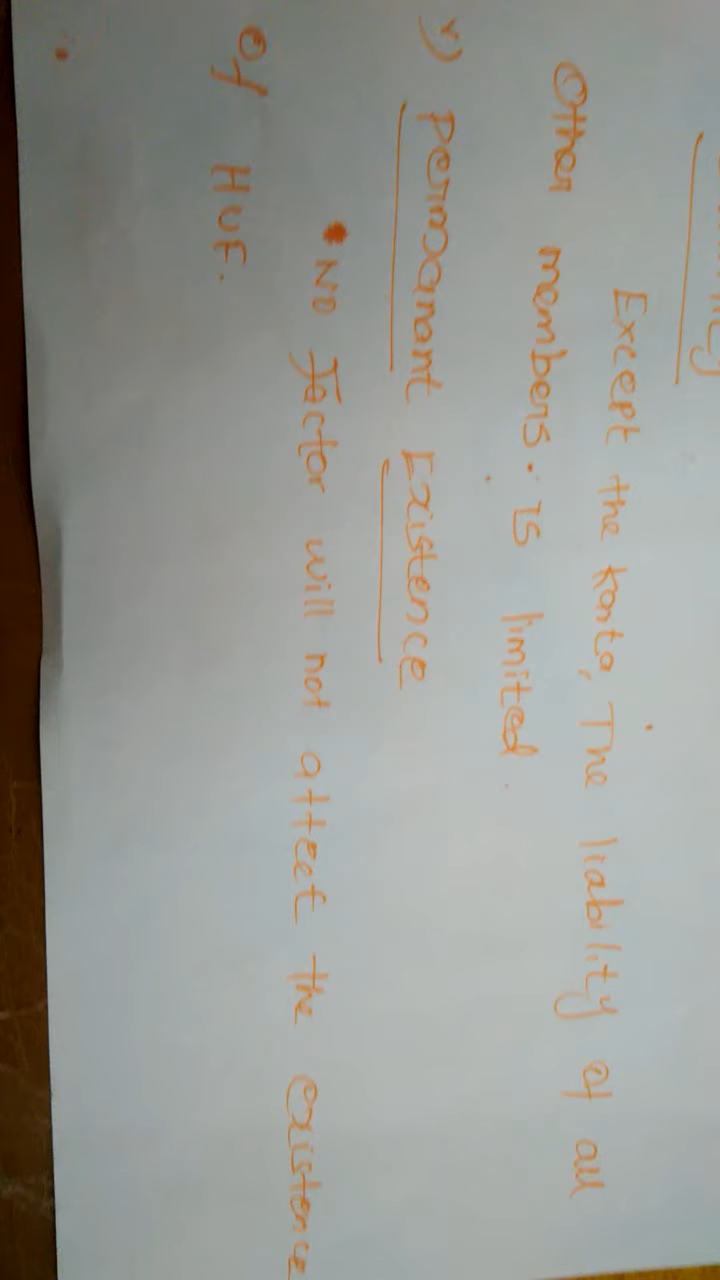 Except the karta, The liability of all
Other members. is limited.
v) Permanant Existence
• No factor will not affect the existence
Of HUF.